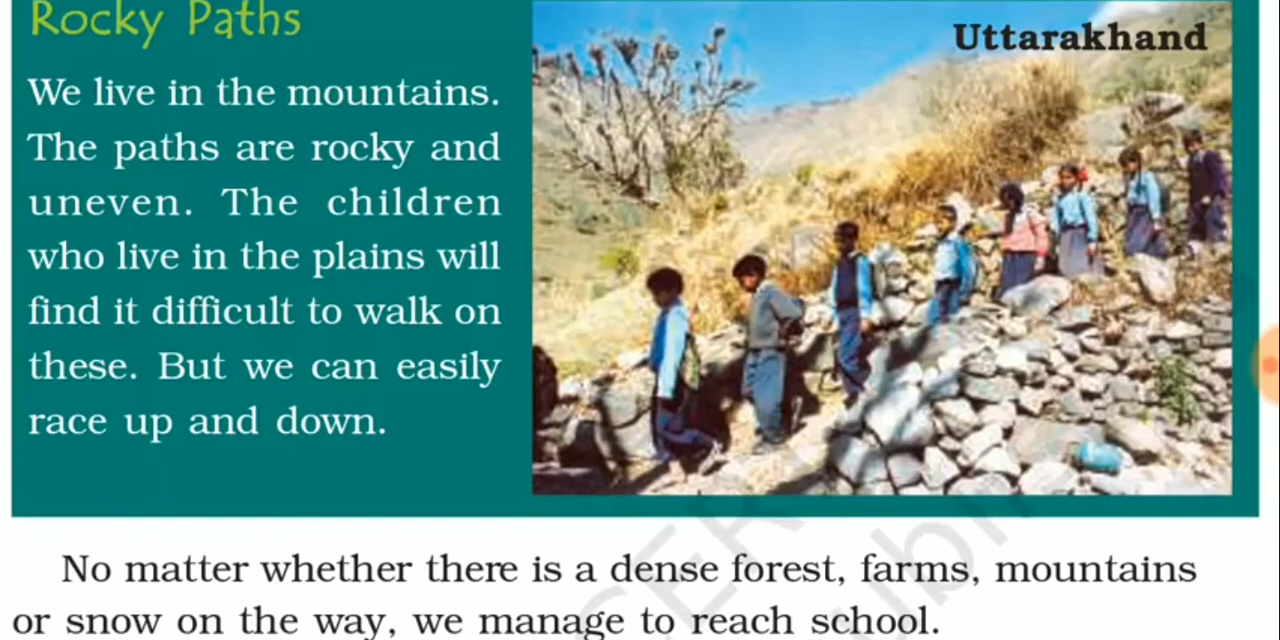 Rocky Paths
Uttarakhand
We live in the mountains.
The paths are rocky and
uneven. The children
who live in the plains will
find it difficult to walk on
these. But we can easily
race up and down.
No matter whether there is a dense forest, farms, mountains
or snow on the way, we manage to reach school.